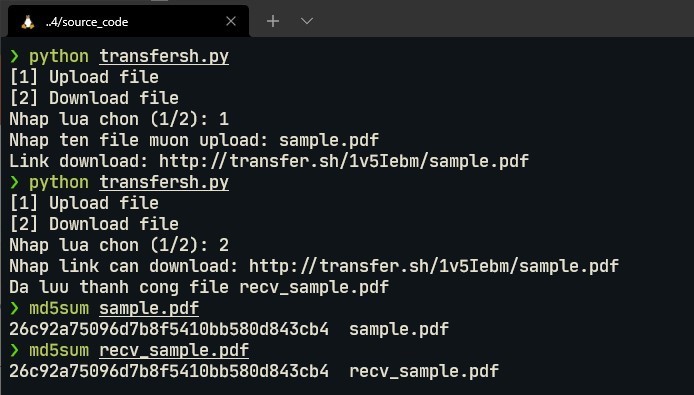 ..4/source_code
❯ python transfersh.py
[1] Upload file
[2] Download file
Nhap lua chon (1/2): 1
Nhap ten file muon upload: sample.pdf
Link download: http://transfer.sh/1v5Iebm/sample.pdf
❯ python transfersh.py
[1] Upload file
[2] Download file
Nhap lua chon (1/2): 2
Nhap link can download: http://transfer.sh/1v5Iebm/sample.pdf
Da luu thanh cong file recv_sample.pdf
❯ md5sum sample.pdf
26c92a75096d7b8f5410bb580d843cb4  sample.pdf
❯ md5sum recv_sample.pdf
26c92a75096d7b8f5410bb580d843cb4  recv_sample.pdf